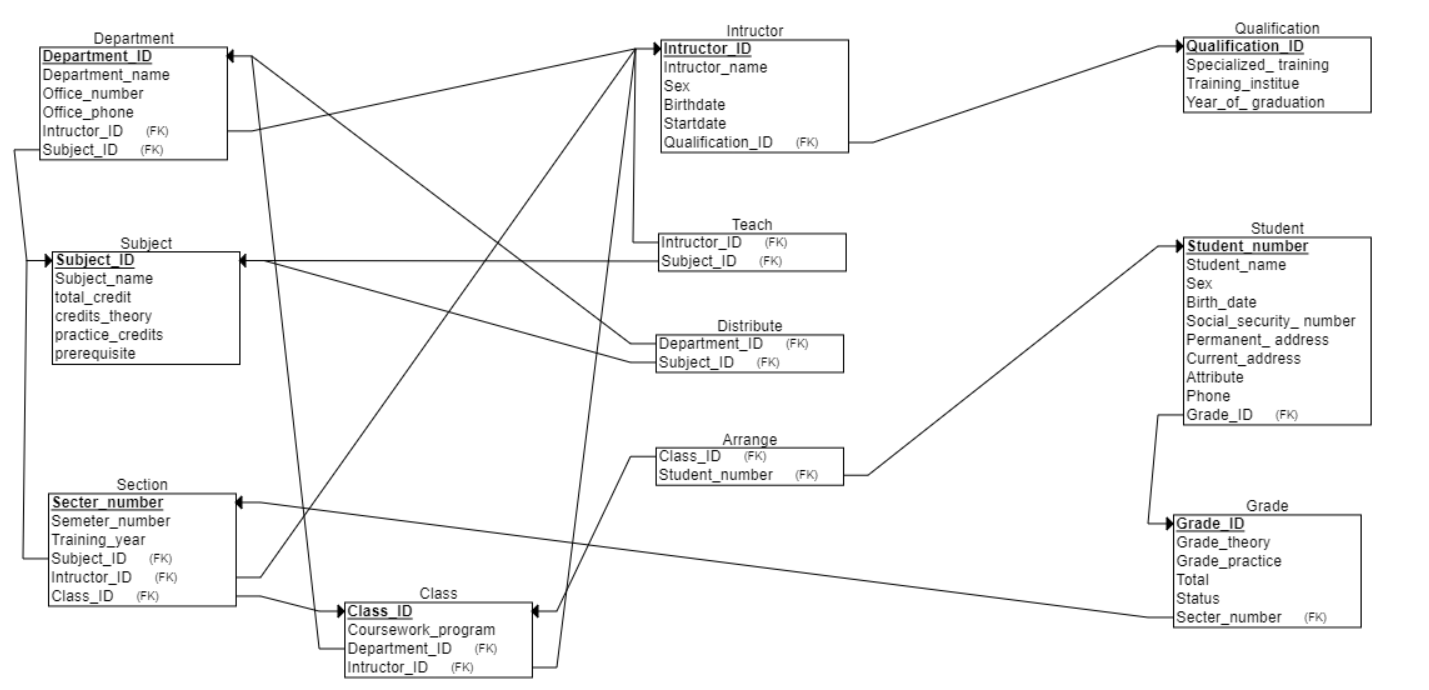 Department
Department_ID
Department_name
Office_number
Office_phone
Intructor_ID (FK)
Subject_ID (FK)
Intructor
Intructor_ID
Intructor_name
Sex
Birthdate
Startdate
Qualification_ID (FK)
Qualification
Qualification_ID
Specialized_ training
Training_institue
Year_of_ graduation
Subject
Subject_ID
Subject_name
total_credit
credits_theory
practice_credits
prerequisite
Teach
Intructor_ID (FK)
Subject_ID (FK)
Student
Student_number
Student_name
Sex
Birth_date
Social_security_ number
Permanent_ address
Current_address
Attribute
Phone
Grade_ID (FK)
Distribute
Department_ID (FK)
Subject_ID (FK)
Arrange
Class_ID (FK)
Student_number (FK)
Section
Secter_number
Semeter_number
Training_year
Subject_ID (FK)
Intructor_ID (FK)
Class_ID (FK)
Class
Class_ID
Coursework_program
Department_ID (FK)
Intructor_ID (FK)
Grade
Grade_ID
Grade_theory
Grade_practice
Total
Status
Secter_number (FK)